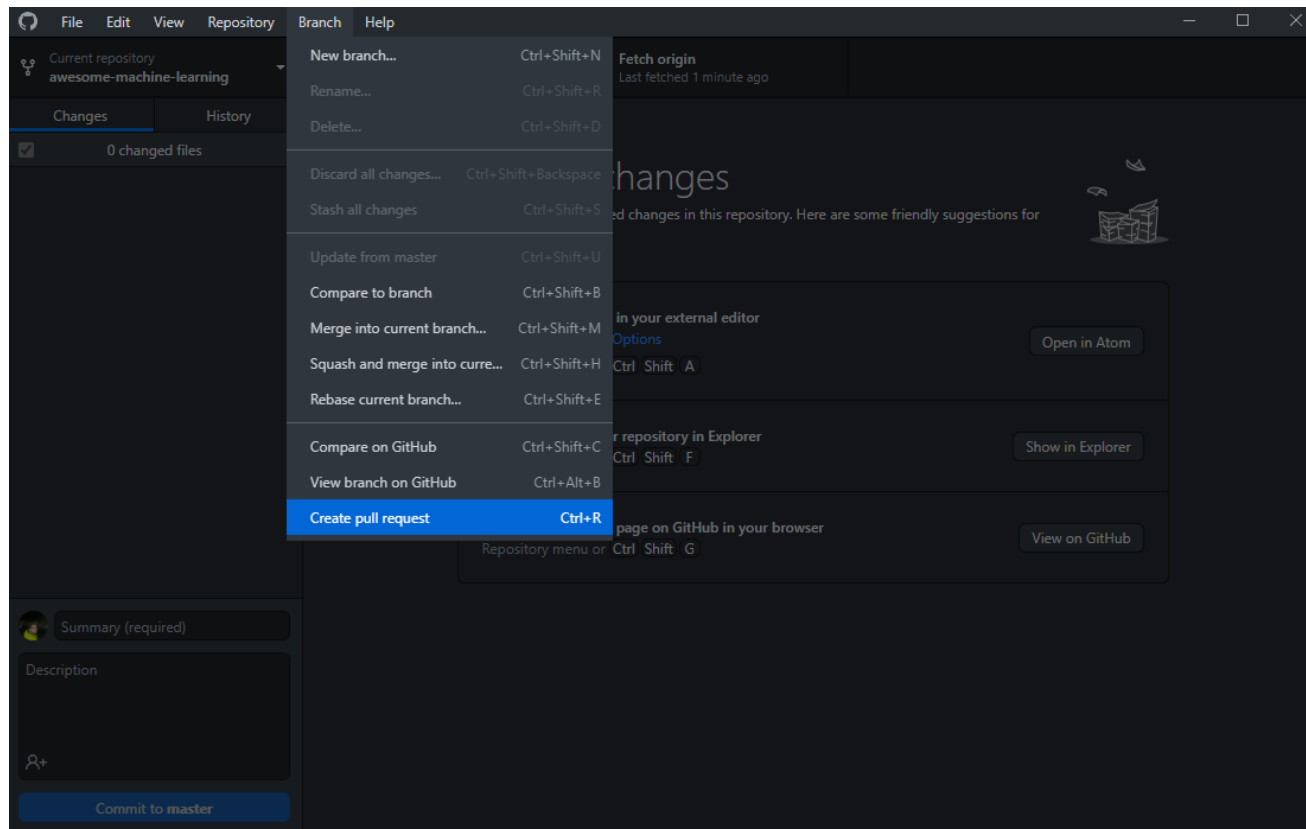 File Edit View Repository Branch Help
Current repository
awesome-machine-learning
Fetch origin
Last fetched 1 minute ago
Changes History
0 changed files
New branch... Ctrl+Shift+N
Rename... Ctrl+Shift+R
Delete... Ctrl+Shift+D
Discard all changes... Ctrl+Shift+Backspace
Stash all changes Ctrl+Shift+S
Update from master Ctrl+Shift+U
Compare to branch Ctrl+Shift+B
Merge into current branch... Ctrl+Shift+M
Squash and merge into curre... Ctrl+Shift+H
Rebase current branch... Ctrl+Shift+E
Compare on GitHub Ctrl+Shift+C
View branch on GitHub Ctrl+Alt+B
Create pull request Ctrl+R
changes
ed changes in this repository. Here are some friendly suggestions for
in your external editor
Options
Ctrl Shift A
Open in Atom
r repository in Explorer
Ctrl Shift F
Show in Explorer
page on GitHub in your browser
Repository menu or Ctrl Shift G
View on GitHub
Summary (required)
Description
Commit to master